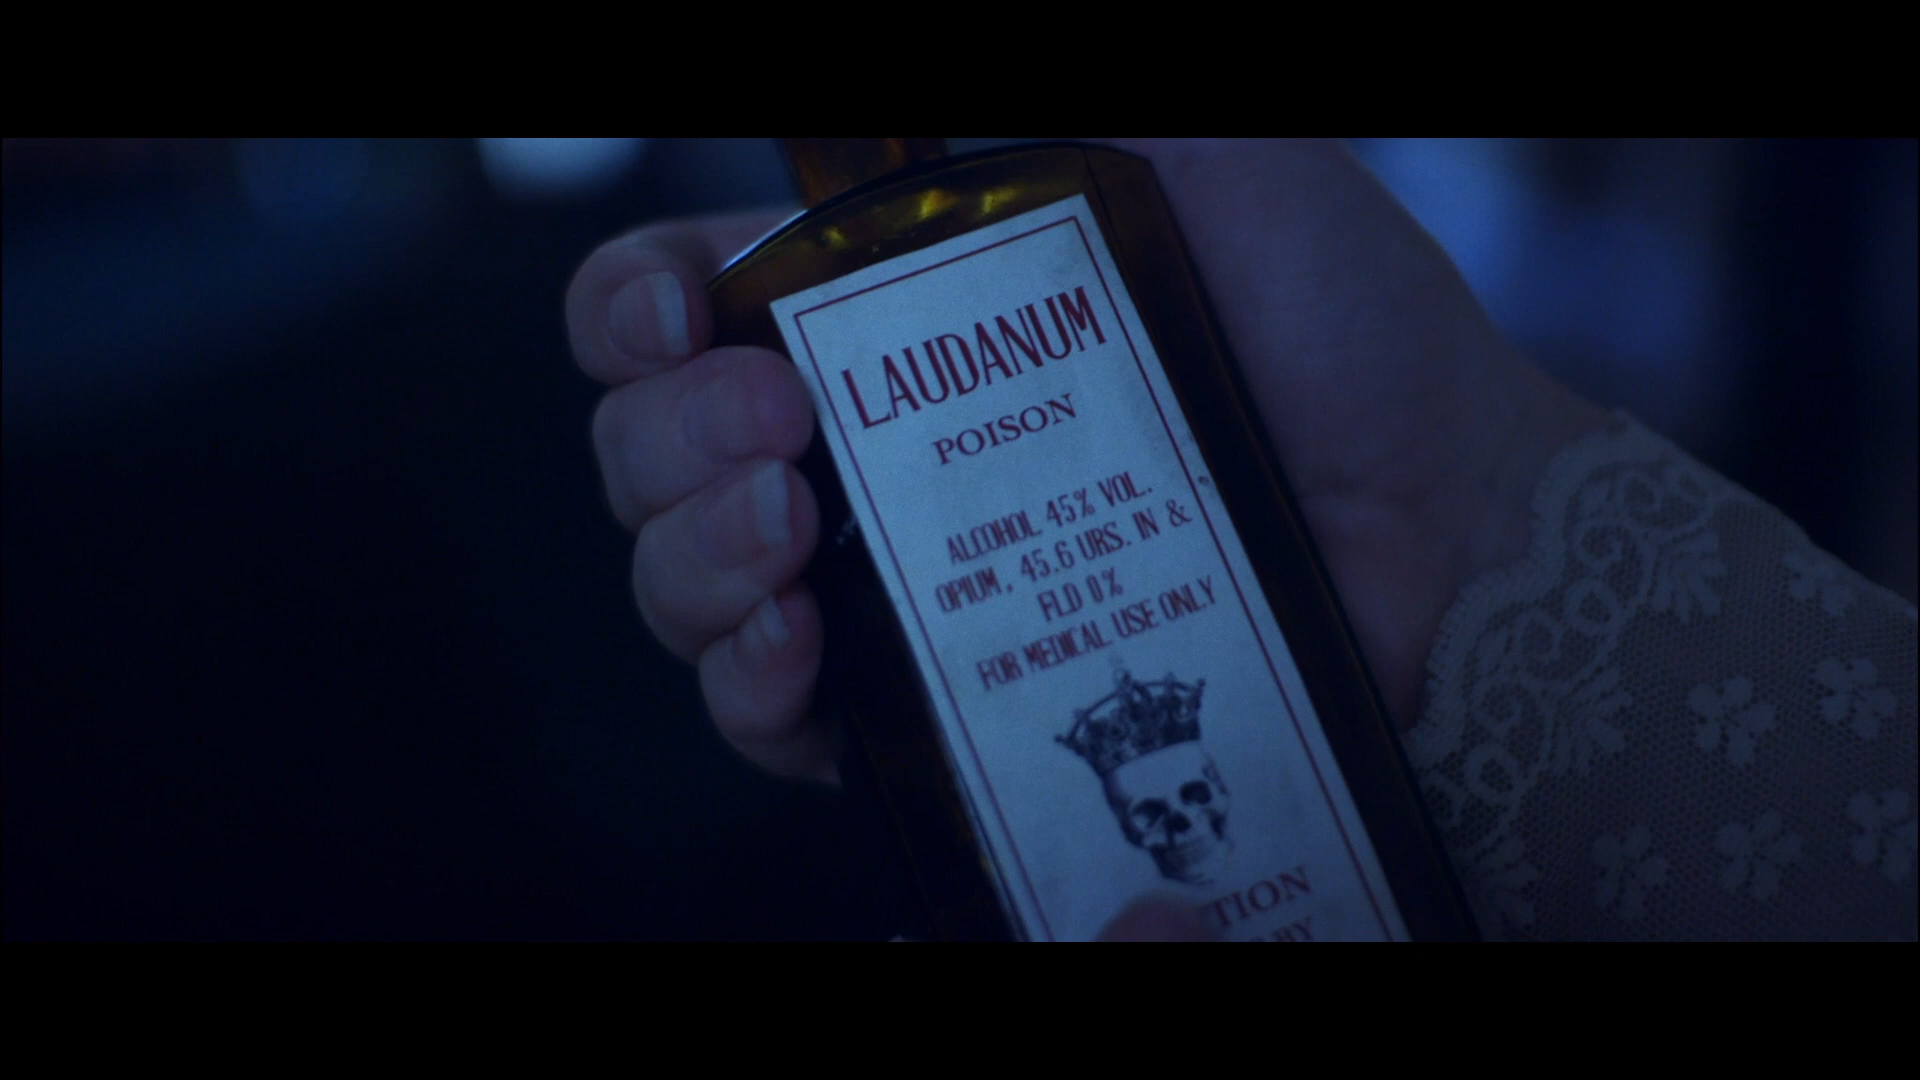 LAUDANUM
POISON
ALCOHOL 45% VOL.
OPIUM, 45.6 URS. IN &
FLD 0%
FOR MEDICAL USE ONLY